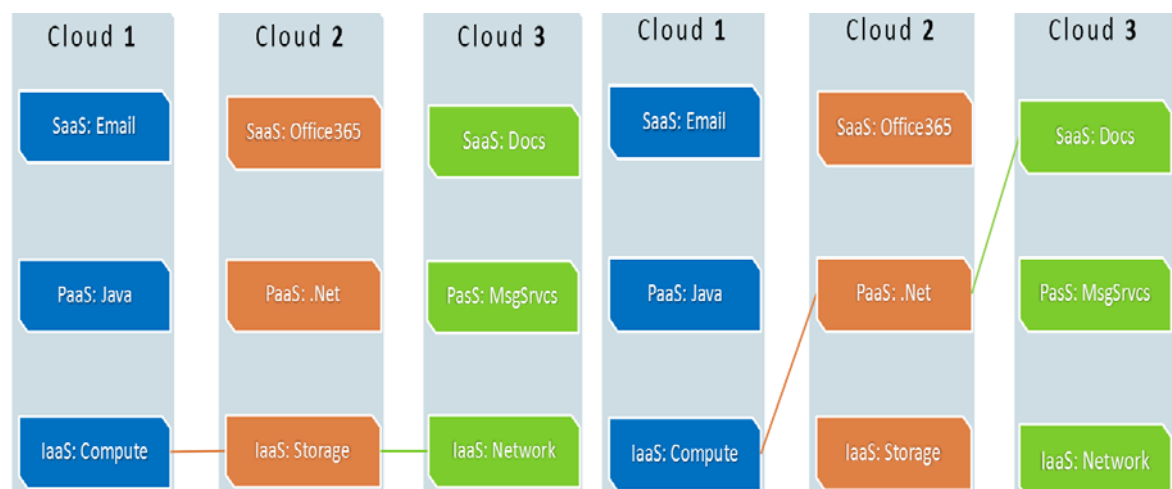 Cloud 1
Cloud 2
Cloud 3
SaaS: Email
SaaS: Office365
SaaS: Docs
PaaS: Java
PaaS: .Net
PasS: MsgSrvcs
IaaS: Compute
IaaS: Storage
IaaS: Network
Cloud 1
Cloud 2
Cloud 3
SaaS: Email
SaaS: Office365
SaaS: Docs
PaaS: Java
PaaS: .Net
PasS: MsgSrvcs
IaaS: Compute
IaaS: Storage
IaaS: Network